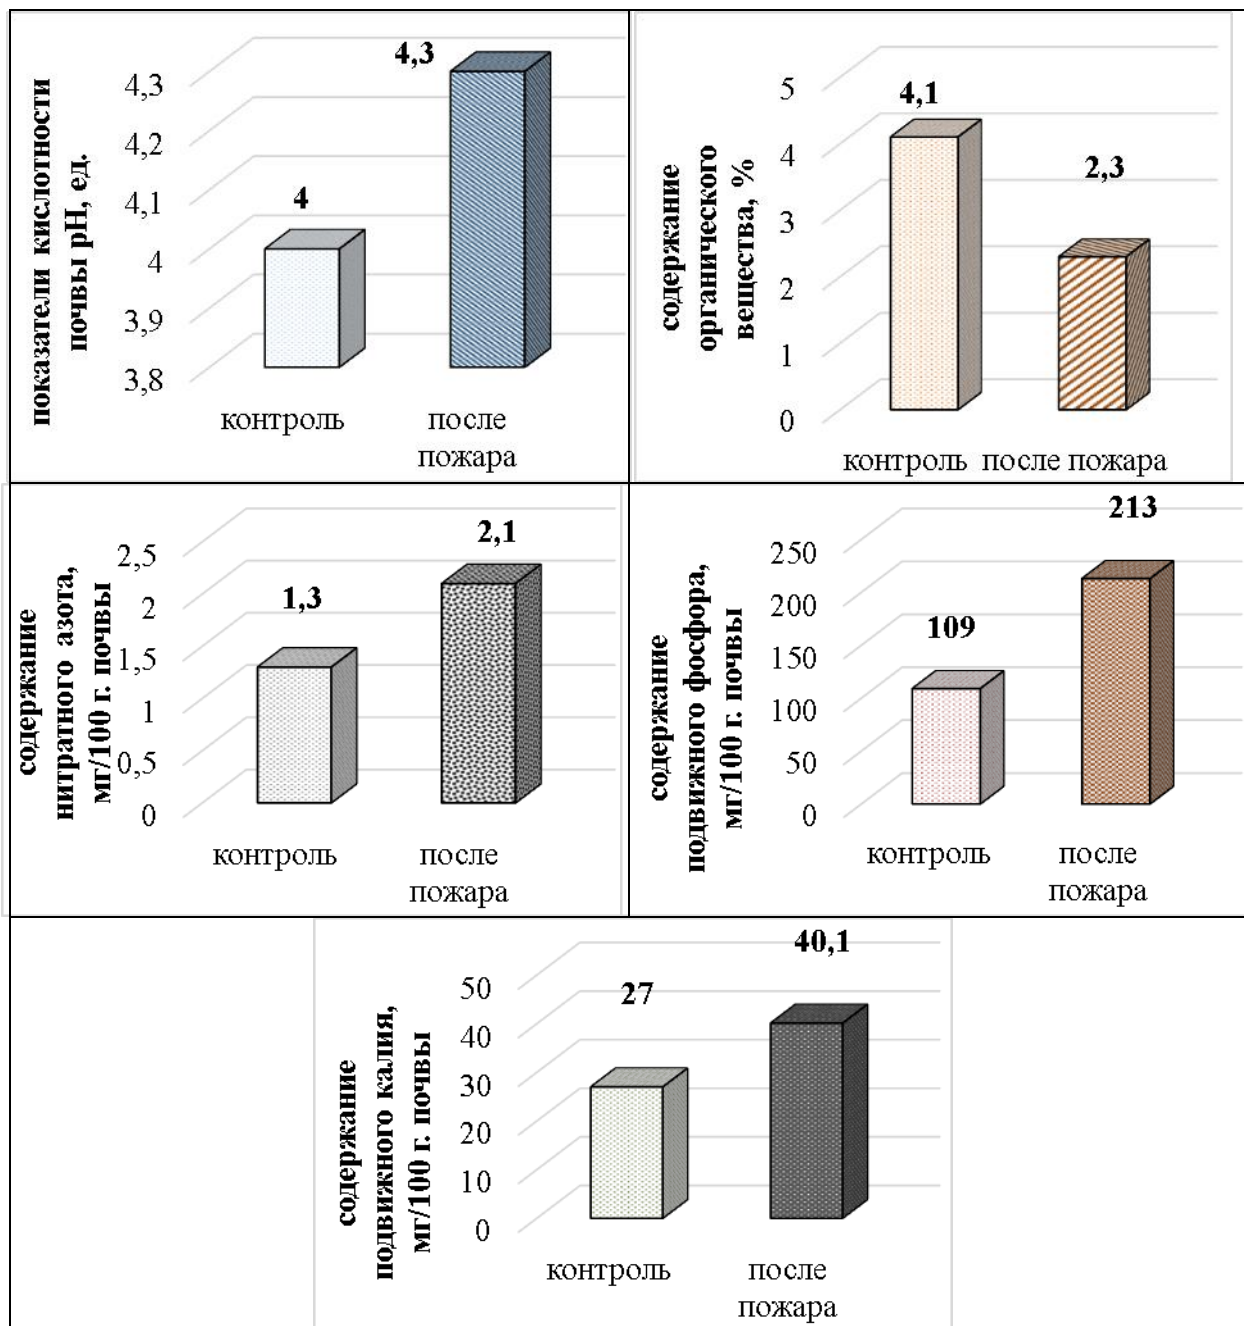 показатели кислотности
почвы pH, ед.
4,3
4,2
4,1
4
3,9
3,8
4
4,3
контроль
после
пожара
содержание
органического
вещества, %
5
4
3
2
1
0
4,1
2,3
контроль после пожара
содержание
нитратного азота,
мг/100 г. почвы
2,5
2
1,5
1
0,5
0
1,3
2,1
контроль
после
пожара
содержание
подвижного фосфора,
мг/100 г. почвы
250
200
150
100
50
0
109
213
контроль
после
пожара
содержание
подвижного калия,
мг/100 г. почвы
50
40
30
20
10
0
27
40,1
контроль
после
пожара